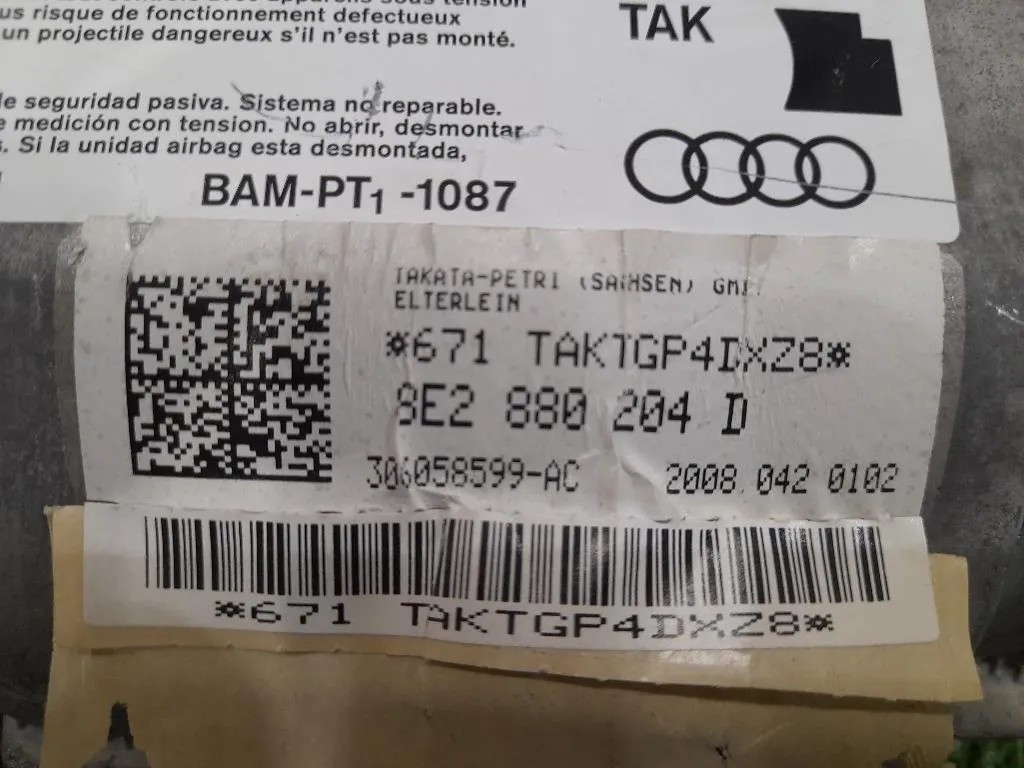 us risque de fonctionnement defectueux
un projectile dangereux s'il n'est pas monté.
TAK
de seguridad pasiva. Sistema no reparable.
medición con tension. No abrir, desmontar
s. Si la unidad airbag esta desmontada,
BAM-PT1 -1087
TAKATA-PETRI (SACHSEN) GMB
ELTERLEIN
*671 TAKTGP4DXZ8*
8E2 880 204 D
306058599-AC 2008 042 0102
*671 TAKTGP4DXZ8*